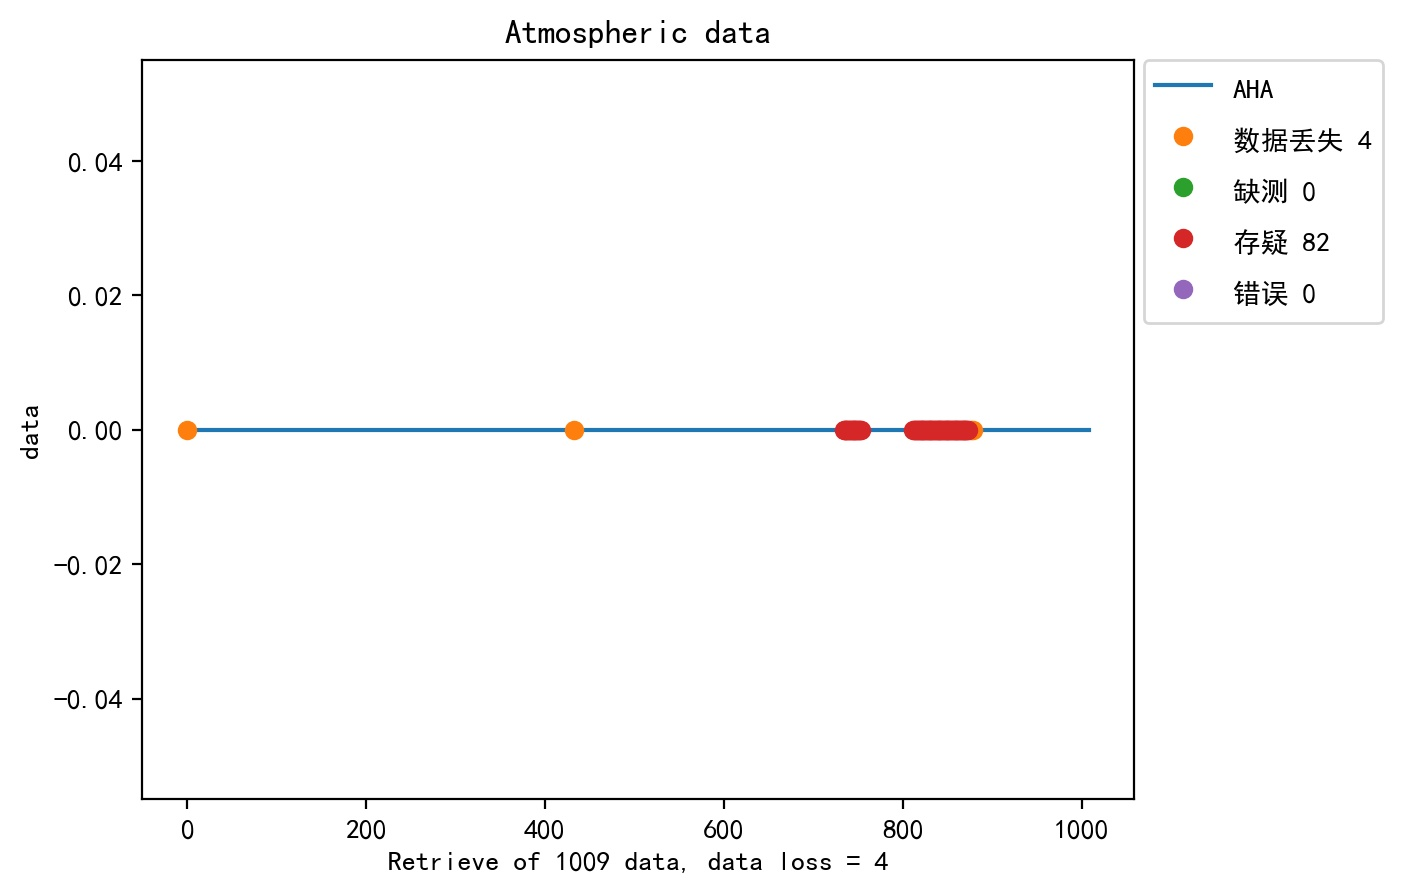 Atmospheric data
AHA
数据丢失 4
缺测 0
存疑 82
错误 0
0.04
0.02
0.00
-0.02
-0.04
data
0 200 400 600 800 1000
Retrieve of 1009 data, data loss = 4